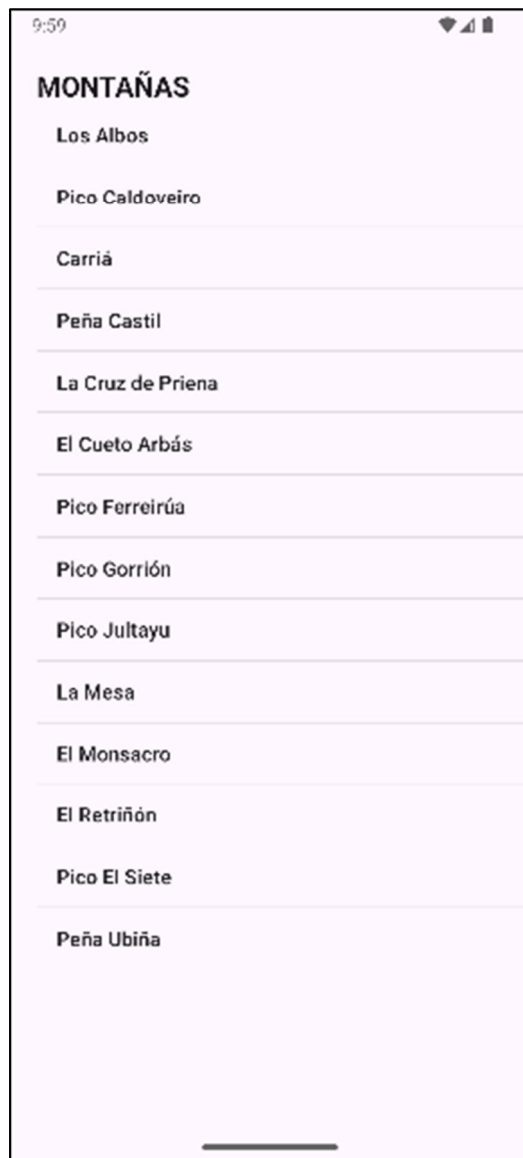 9:59
MONTAÑAS
Los Albos
Pico Caldoveiro
Carriá
Peña Castil
La Cruz de Priena
El Cueto Arbás
Pico Ferreirúa
Pico Gorrión
Pico Jultayu
La Mesa
El Monsacro
El Retriñón
Pico El Siete
Peña Ubiña